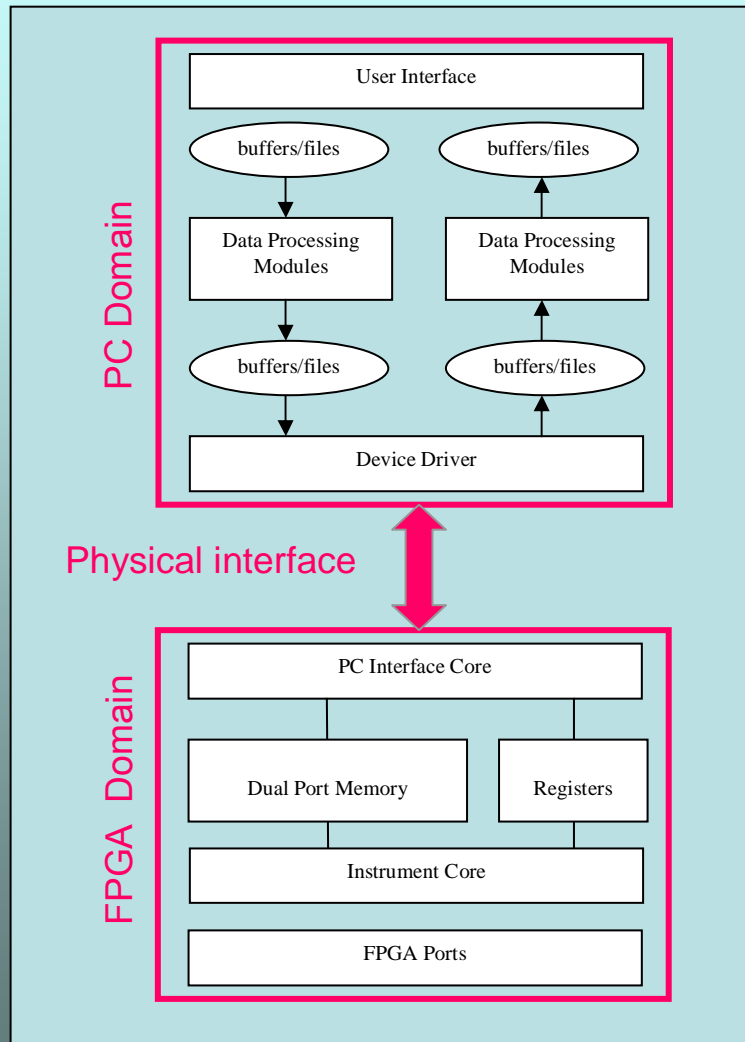 PC Domain
User Interface
buffers/files
buffers/files
Data Processing
Modules
Data Processing
Modules
buffers/files
buffers/files
Device Driver
Physical interface
FPGA Domain
PC Interface Core
Dual Port Memory
Registers
Instrument Core
FPGA Ports